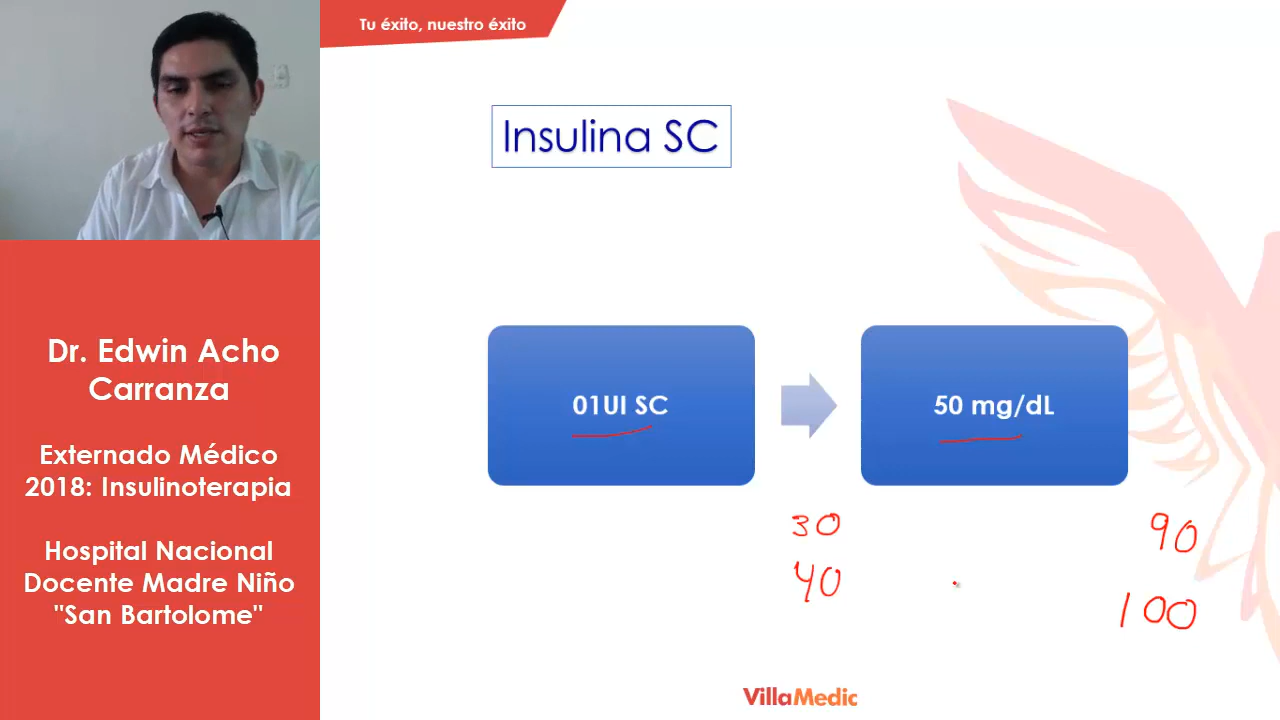 Tu éxito, nuestro éxito
Insulina SC
Dr. Edwin Acho
Carranza
Externado Médico
2018: Insulinoterapia
Hospital Nacional
Docente Madre Niño
"San Bartolome"
01UI SC
50 mg/dL
30
90
40
100
VillaMedic